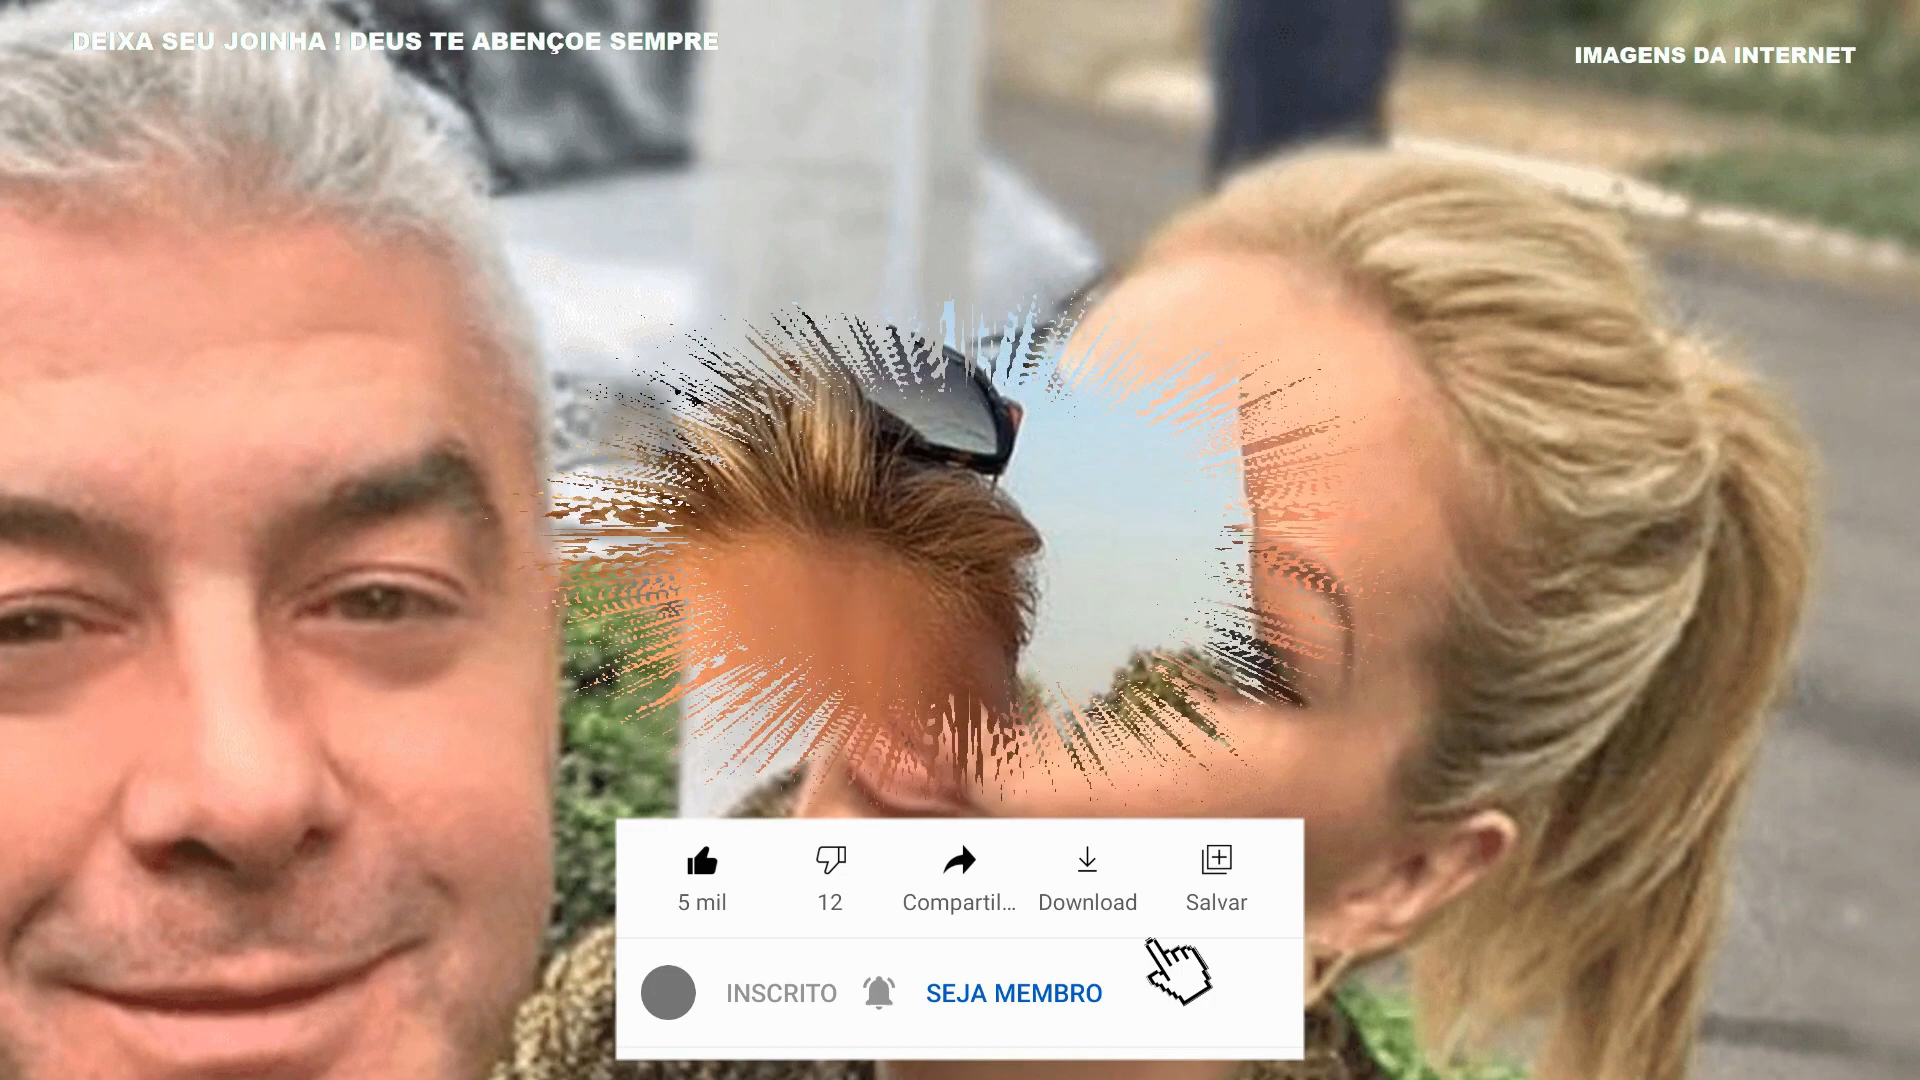 DEIXA SEU JOINHA ! DEUS TE ABENÇOE SEMPRE
IMAGENS DA INTERNET
5 mil
12
Compartil...
Download
Salvar
INSCRITO
SEJA MEMBRO